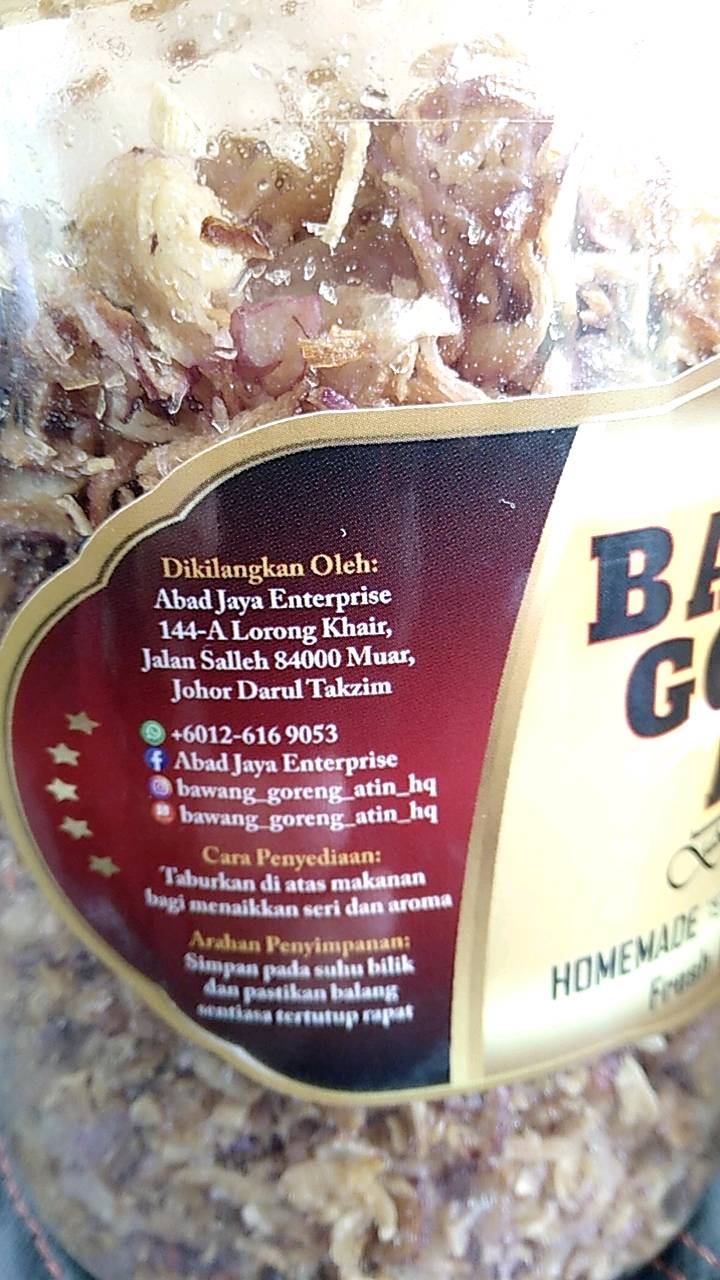 Dikilangkan Oleh:
Abad Jaya Enterprise
144-A Lorong Khair,
Jalan Salleh 84000 Muar,
Johor Darul Takzim
+6012-616 9053
Abad Jaya Enterprise
bawang_goreng_atin_hq
bawang_goreng_atin_hq
Cara Penyediaan:
Taburkan di atas makanan
bagi menaikkan seri dan aroma
Arahan Penyimpanan:
Simpan pada suhu bilik
dan pastikan balang
sentiasa tertutup rapat
BA
GO
HOMEMADE
Fresh